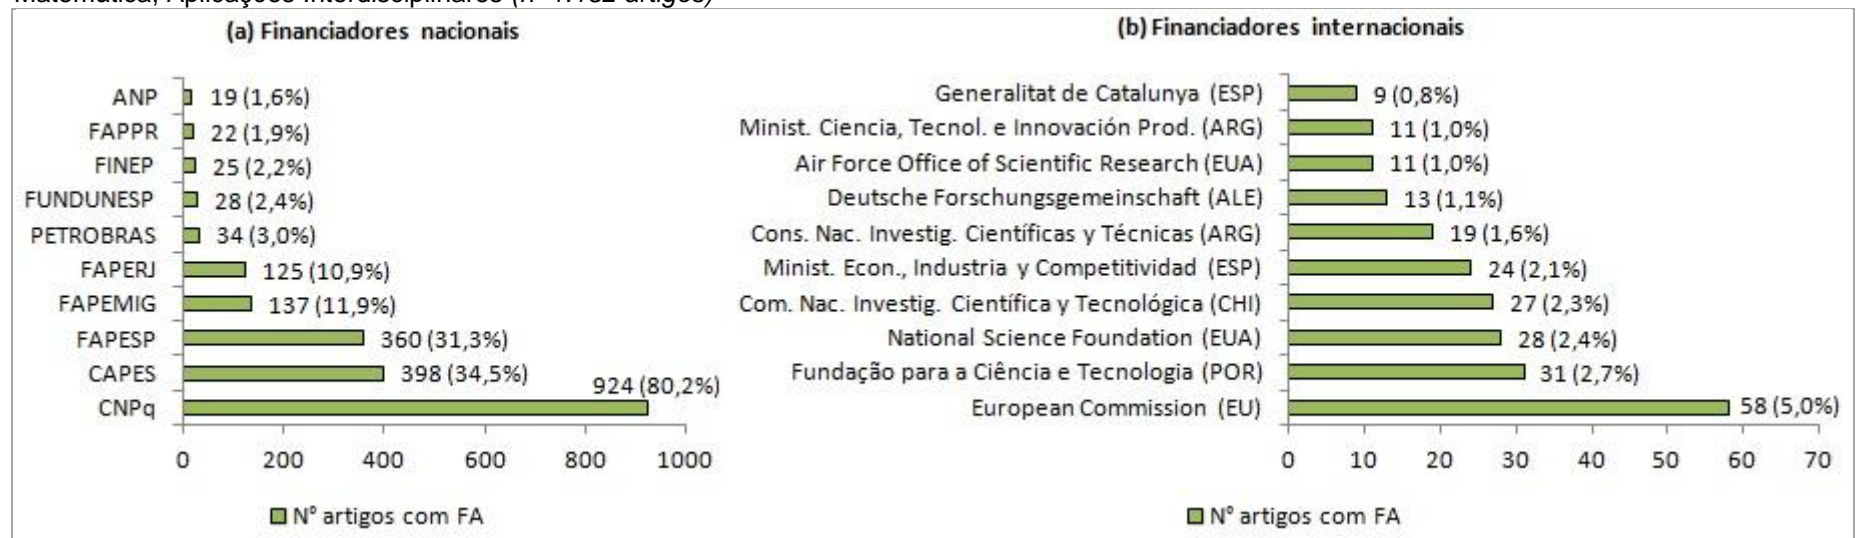 Matemática, Aplicações Interdisciplinares
(a) Financiadores nacionais
ANP 19 (1,6%)
FAPPR 22 (1,9%)
FINEP 25 (2,2%)
FUNDUNESP 28 (2,4%)
PETROBRAS 34 (3,0%)
FAPERJ 125 (10,9%)
FAPEMIG 137 (11,9%)
FAPESP 360 (31,3%)
CAPES 398 (34,5%)
CNPq 924 (80,2%)
0 200 400 600 800 1000
Nº artigos com FA
(b) Financiadores internacionais
Generalitat de Catalunya (ESP) 9 (0,8%)
Minist. Ciencia, Tecnol. e Innovación Prod. (ARG) 11 (1,0%)
Air Force Office of Scientific Research (EUA) 11 (1,0%)
Deutsche Forschungsgemeinschaft (ALE) 13 (1,1%)
Cons. Nac. Investig. Científicas y Técnicas (ARG) 19 (1,6%)
Minist. Econ., Industria y Competitividad (ESP) 24 (2,1%)
Com. Nac. Investig. Científica y Tecnológica (CHI) 27 (2,3%)
National Science Foundation (EUA) 28 (2,4%)
Fundação para a Ciência e Tecnologia (POR) 31 (2,7%)
European Commission (EU) 58 (5,0%)
0 10 20 30 40 50 60 70
Nº artigos com FA